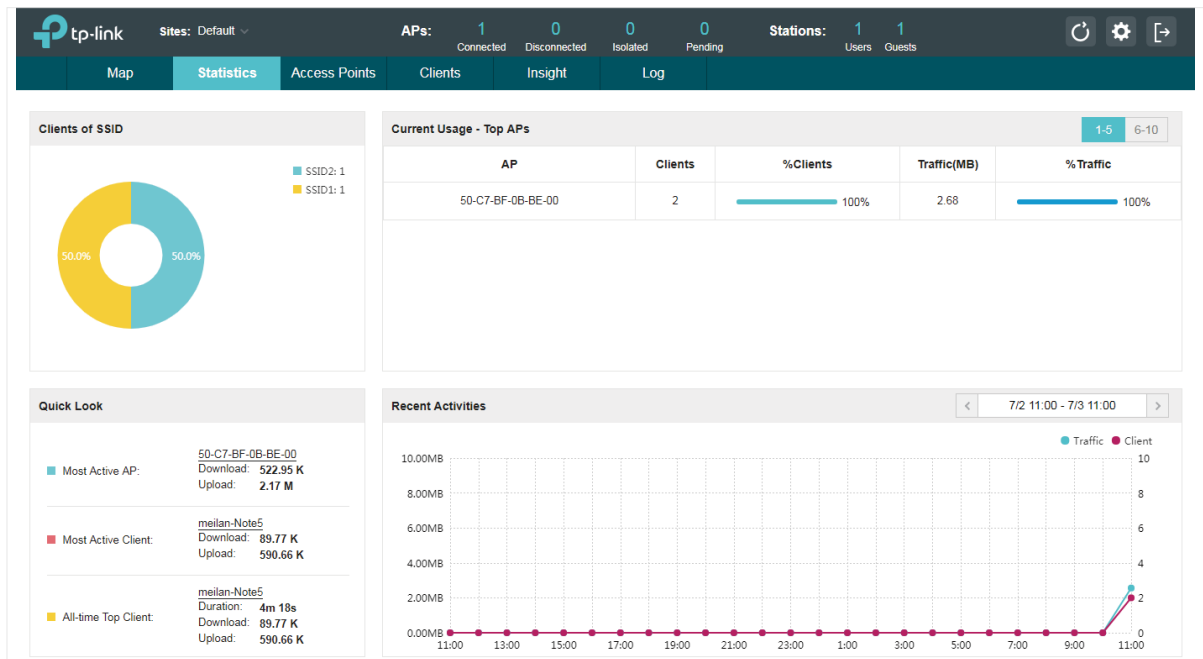 tp-link
Sites: Default
APs: 1 0 0 0 Stations: 1 1
Connected Disconnected Isolated Pending Users Guests
Map Statistics Access Points Clients Insight Log
Clients of SSID
SSID2: 1
SSID1: 1
50.0% 50.0%
Current Usage - Top APs 1-5 6-10
AP Clients %Clients Traffic(MB) %Traffic
50-C7-BF-0B-BE-00 2 100% 2.68 100%
Quick Look
Most Active AP:
50-C7-BF-0B-BE-00
Download: 522.95 K
Upload: 2.17 M
Most Active Client:
meilan-Note5
Download: 89.77 K
Upload: 590.66 K
All-time Top Client:
meilan-Note5
Duration: 4m 18s
Download: 89.77 K
Upload: 590.66 K
Recent Activities < 7/2 11:00 - 7/3 11:00 >
Traffic Client
10.00MB 10
8.00MB 8
6.00MB 6
4.00MB 4
2.00MB 2
0.00MB 0
11:00 13:00 15:00 17:00 19:00 21:00 23:00 1:00 3:00 5:00 7:00 9:00 11:00